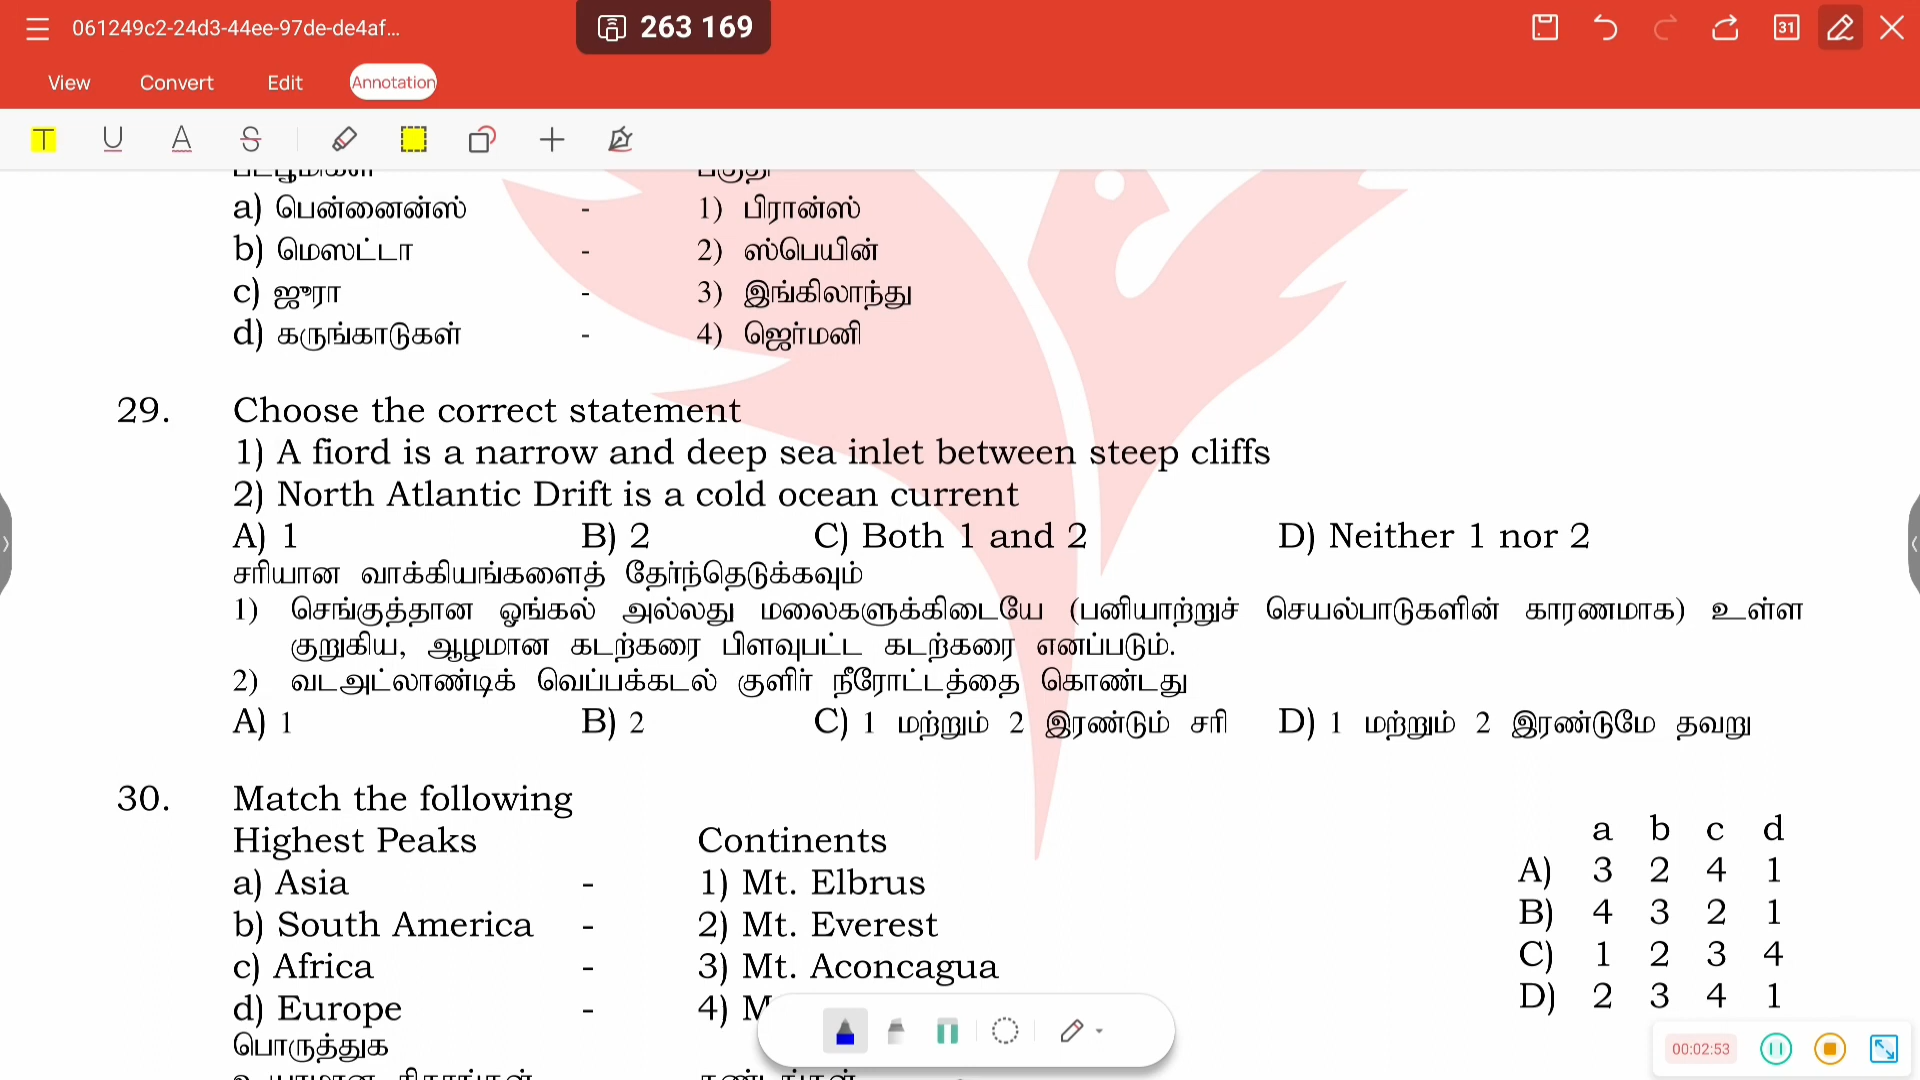 061249c2-24d3-44ee-97de-de4af...
263 169
31
View Convert Edit Annotation
T U A S
a) பென்னைன்ஸ் - 1) பிரான்ஸ்
b) மெஸட்டா - 2) ஸ்பெயின்
c) ஜுரா - 3) இங்கிலாந்து
d) கருங்காடுகள் - 4) ஜெர்மனி
29. Choose the correct statement
1) A fiord is a narrow and deep sea inlet between steep cliffs
2) North Atlantic Drift is a cold ocean current
A) 1 B) 2 C) Both 1 and 2 D) Neither 1 nor 2
சரியான வாக்கியங்களைத் தேர்ந்தெடுக்கவும்
1) செங்குத்தான ஓங்கல் அல்லது மலைகளுக்கிடையே (பனியாற்றுச் செயல்பாடுகளின் காரணமாக) உள்ள
குறுகிய, ஆழமான கடற்கரை பிளவுபட்ட கடற்கரை எனப்படும்.
2) வடஅட்லாண்டிக் வெப்பக்கடல் குளிர் நீரோட்டத்தை கொண்டது
A) 1 B) 2 C) 1 மற்றும் 2 இரண்டும் சரி D) 1 மற்றும் 2 இரண்டுமே தவறு
30. Match the following
Highest Peaks Continents a b c d
a) Asia - 1) Mt. Elbrus A) 3 2 4 1
b) South America - 2) Mt. Everest B) 4 3 2 1
c) Africa - 3) Mt. Aconcagua C) 1 2 3 4
d) Europe - 4) D) 2 3 4 1
பொருத்துக
00:02:53